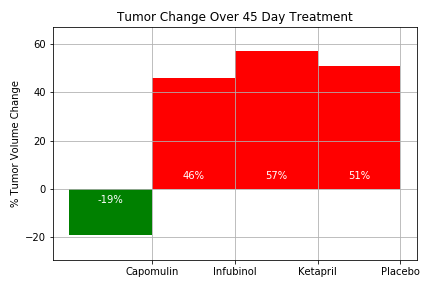 Tumor Change Over 45 Day Treatment
% Tumor Volume Change
60
40
20
0
−20
-19%
46%
57%
51%
Capomulin
Infubinol
Ketapril
Placebo